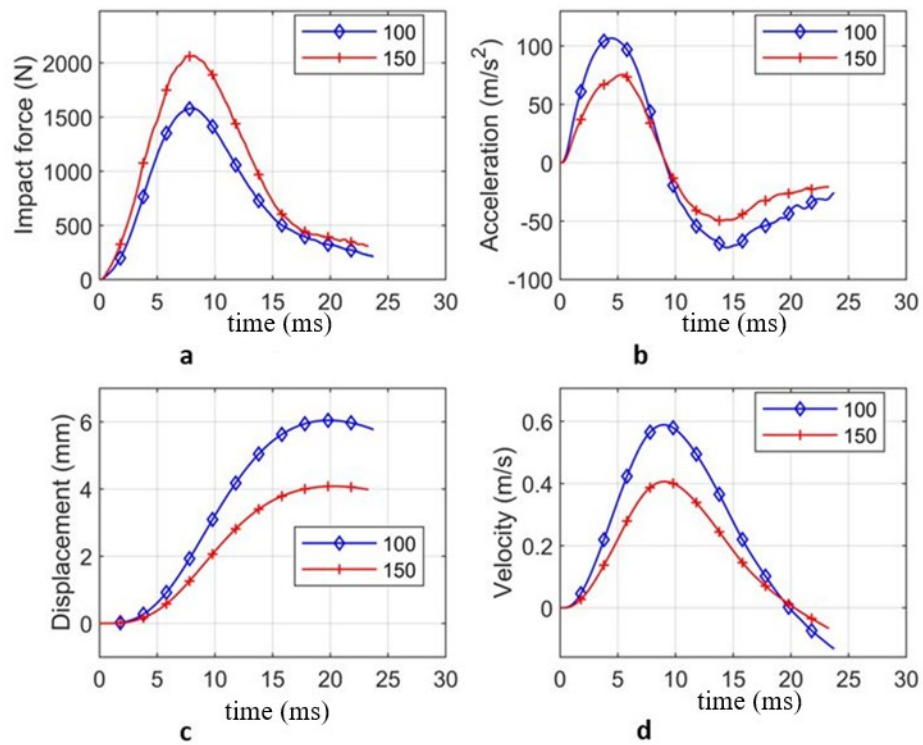 Impact force (N)
2000
1500
1000
500
0
0 5 10 15 20 25 30
time (ms)
100
150
a
Acceleration (m/s²)
100
50
0
-50
-100
0 5 10 15 20 25 30
time (ms)
100
150
b
Displacement (mm)
6
4
2
0
0 5 10 15 20 25 30
time (ms)
100
150
c
Velocity (m/s)
0.6
0.4
0.2
0
0 5 10 15 20 25 30
time (ms)
100
150
d